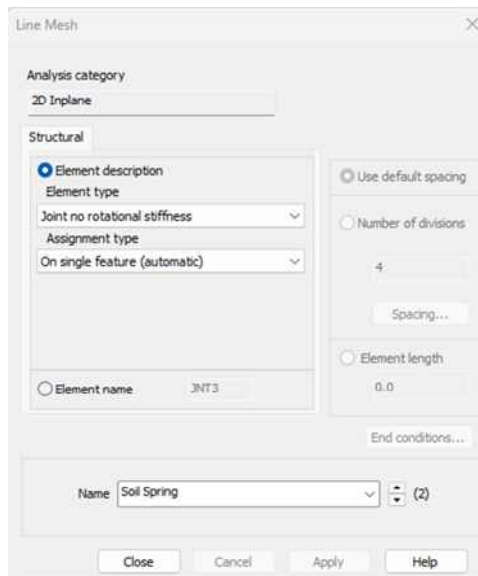 Line Mesh
Analysis category
2D Inplane
Structural
Element description
Element type
Joint no rotational stiffness
Assignment type
On single feature (automatic)
Element name
JNT3
Use default spacing
Number of divisions
4
Spacing...
Element length
0.0
End conditions...
Name Soil Spring (2)
Close Cancel Apply Help